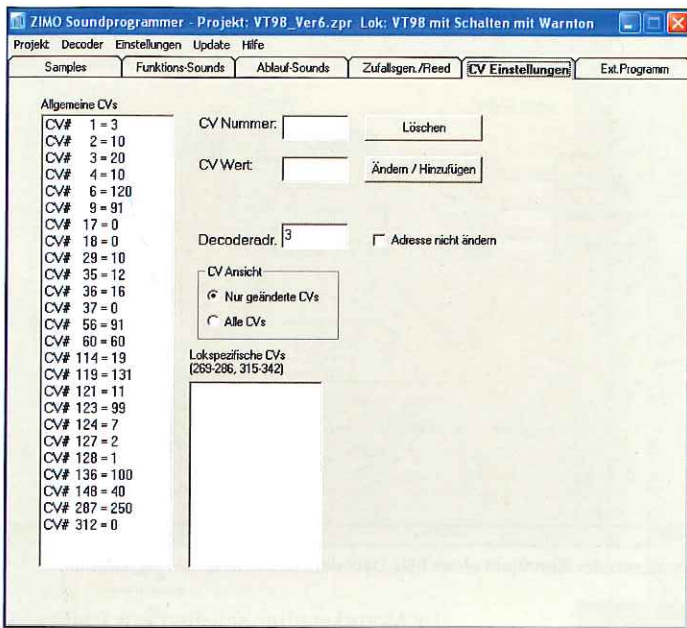 ZIMO Soundprogrammer - Projekt: VT98_Ver6.zpr Lok: VT98 mit Schalten mit Warnton
Projekt Decoder Einstellungen Update Hilfe
Samples Funktions-Sounds Ablauf-Sounds Zufallsgen./Reed CV Einstellungen Ext.Programm
Allgemeine CVs
CV# 1 = 3
CV# 2 = 10
CV# 3 = 20
CV# 4 = 10
CV# 6 = 120
CV# 9 = 91
CV# 17 = 0
CV# 18 = 0
CV# 29 = 10
CV# 35 = 12
CV# 36 = 16
CV# 37 = 0
CV# 56 = 91
CV# 60 = 60
CV# 114 = 19
CV# 119 = 131
CV# 121 = 11
CV# 123 = 99
CV# 124 = 7
CV# 127 = 2
CV# 128 = 1
CV# 136 = 100
CV# 148 = 40
CV# 287 = 250
CV# 312 = 0
CV Nummer: Löschen
CV Wert: Ändern / Hinzufügen
Decoderadr. 3 Adresse nicht ändern
CV Ansicht
Nur geänderte CVs
Alle CVs
Lokspezifische CVs
(269-286, 315-342)